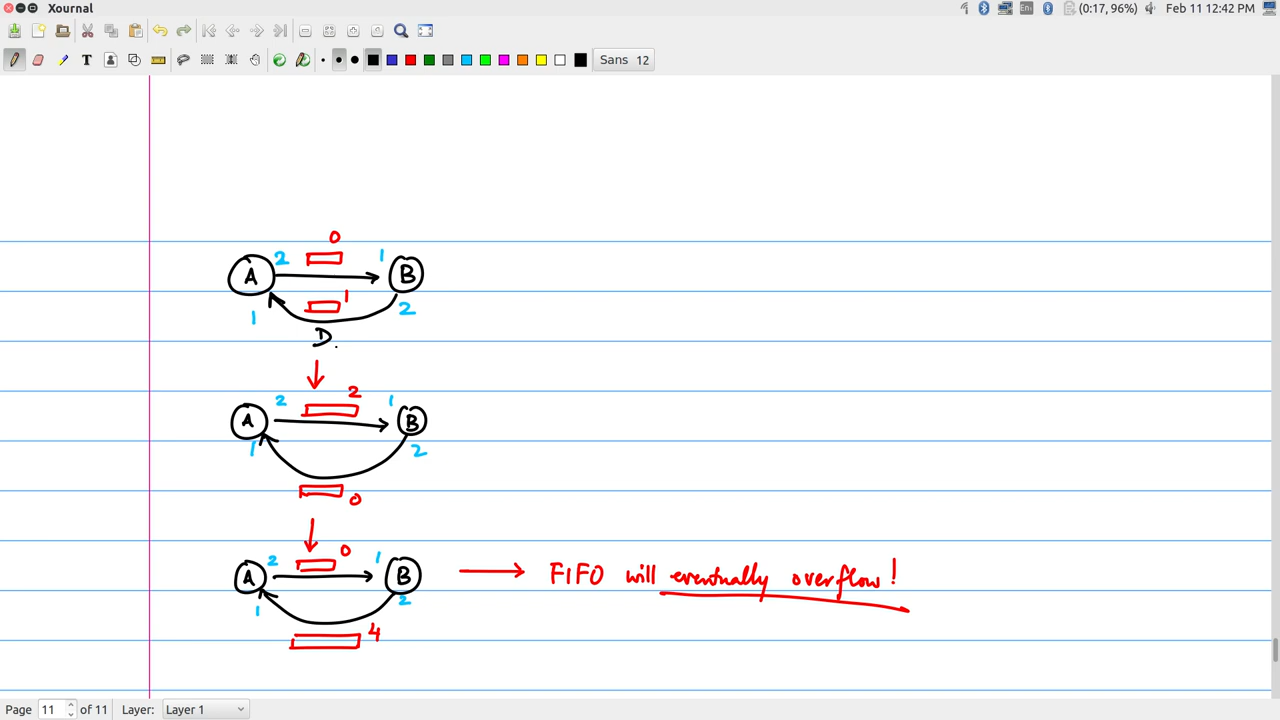 Xournal
En
(0:17, 96%)
Feb 11 12:42 PM
T
Sans 12
0
2 1
A B
1
1 2
D
2
2 1
A B
1 2
0
0
2 1
A B → FIFO will eventually overflow!
1 2
4
Page 11 of 11 Layer: Layer 1